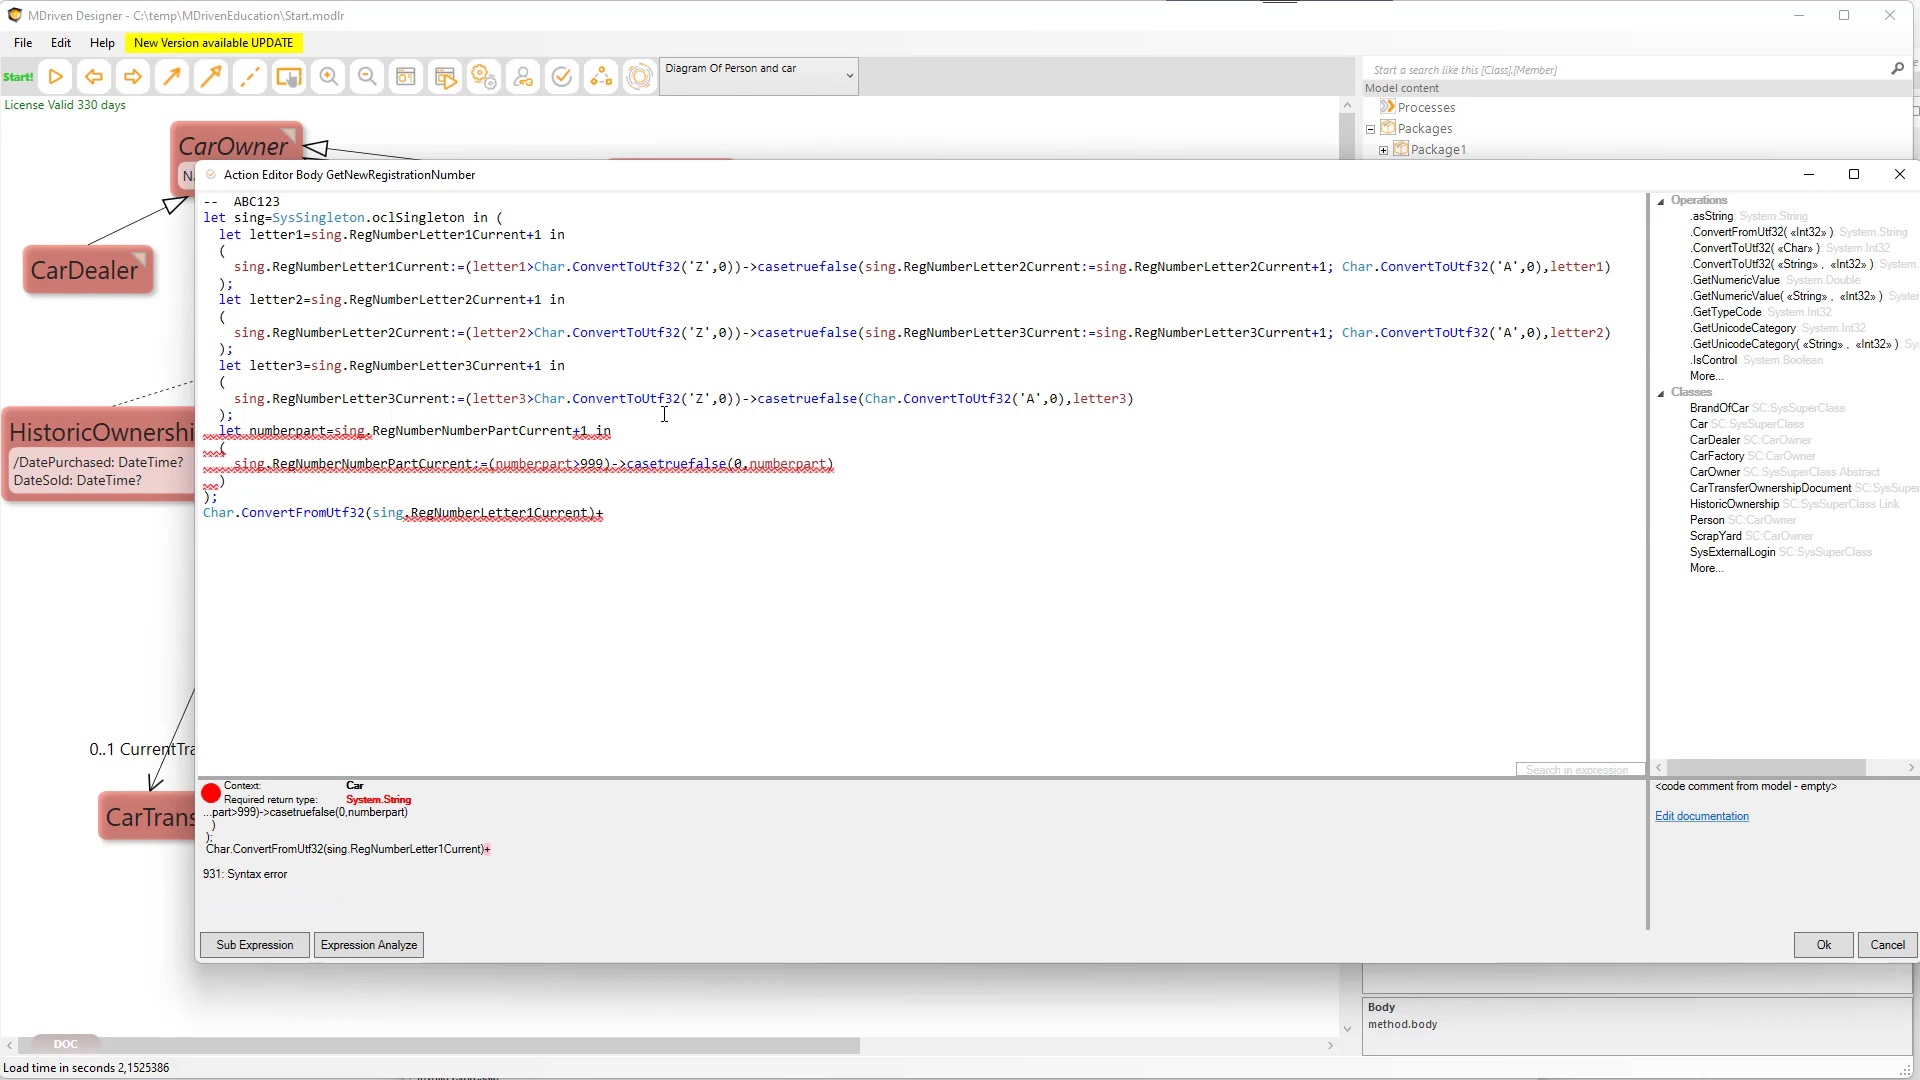 MDriven Designer - C:\temp\MDrivenEducation\Start.modlr
File Edit Help New Version available UPDATE
Start!
Diagram Of Person and car
License Valid 330 days
Start a search like this [Class].[Member]
Model content
Processes
Packages
Package1
CarOwner
CarDealer
/DatePurchased: DateTime?
DateSold: DateTime?
0..1
Action Editor Body GetNewRegistrationNumber
-- ABC123
let sing=SysSingleton.oclSingleton in (
let letter1=sing.RegNumberLetter1Current+1 in
(
sing.RegNumberLetter1Current:=(letter1>Char.ConvertToUtf32('Z',0))->casetruefalse(sing.RegNumberLetter2Current:=sing.RegNumberLetter2Current+1; Char.ConvertToUtf32('A',0),letter1)
);
let letter2=sing.RegNumberLetter2Current+1 in
(
sing.RegNumberLetter2Current:=(letter2>Char.ConvertToUtf32('Z',0))->casetruefalse(sing.RegNumberLetter3Current:=sing.RegNumberLetter3Current+1; Char.ConvertToUtf32('A',0),letter2)
);
let letter3=sing.RegNumberLetter3Current+1 in
(
sing.RegNumberLetter3Current:=(letter3>Char.ConvertToUtf32('Z',0))->casetruefalse(Char.ConvertToUtf32('A',0),letter3)
);
let numberpart=sing.RegNumberNumberPartCurrent+1 in
(
sing.RegNumberNumberPartCurrent:=(numberpart>999)->casetruefalse(0,numberpart)
)
);
Char.ConvertFromUtf32(sing.RegNumberLetter1Current)+
Search in expression
Operations
.asString System.String
.ConvertFromUtf32( «Int32» ) System.String
.ConvertToUtf32( «Char» ) System.Int32
.ConvertToUtf32( «String» , «Int32» ) System.
.GetNumericValue System.Double
.GetNumericValue( «String» , «Int32» )
.GetTypeCode System.Int32
.GetUnicodeCategory System.Int32
.GetUnicodeCategory( «String» , «Int32» )
.IsControl System.Boolean
More...
Classes
BrandOfCar SC:SysSuperClass
Car SC:SysSuperClass
CarDealer SC:CarOwner
CarFactory SC:CarOwner
CarOwner SC:SysSuperClass Abstract
CarTransferOwnershipDocument SC:SysSuper
HistoricOwnership SC:SysSuperClass Link
Person SC:CarOwner
ScrapYard SC:CarOwner
SysExternalLogin SC:SysSuperClass
More...
Context: Car
Required return type: System.String
...part>999)->casetruefalse(0,numberpart)
)
);
Char.ConvertFromUtf32(sing.RegNumberLetter1Current)+
931: Syntax error
<code comment from model - empty>
Edit documentation
Sub Expression Expression Analyze
Ok Cancel
Body
method.body
DOC
Load time in seconds 2,1525386